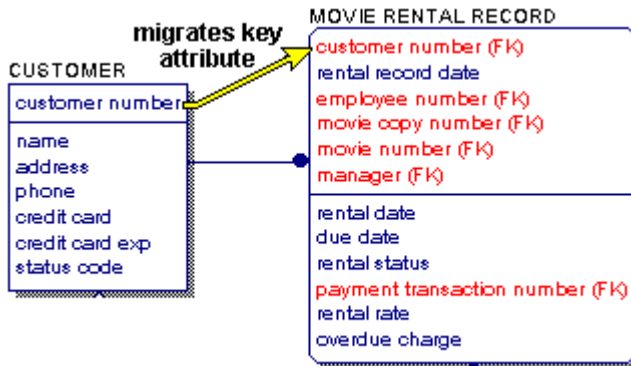 MOVIE RENTAL RECORD
migrates key
attribute
CUSTOMER
customer number
name
address
phone
credit card
credit card exp
status code
customer number (FK)
rental record date
employee number (FK)
movie copy number (FK)
movie number (FK)
manager (FK)
rental date
due date
rental status
payment transaction number (FK)
rental rate
overdue charge